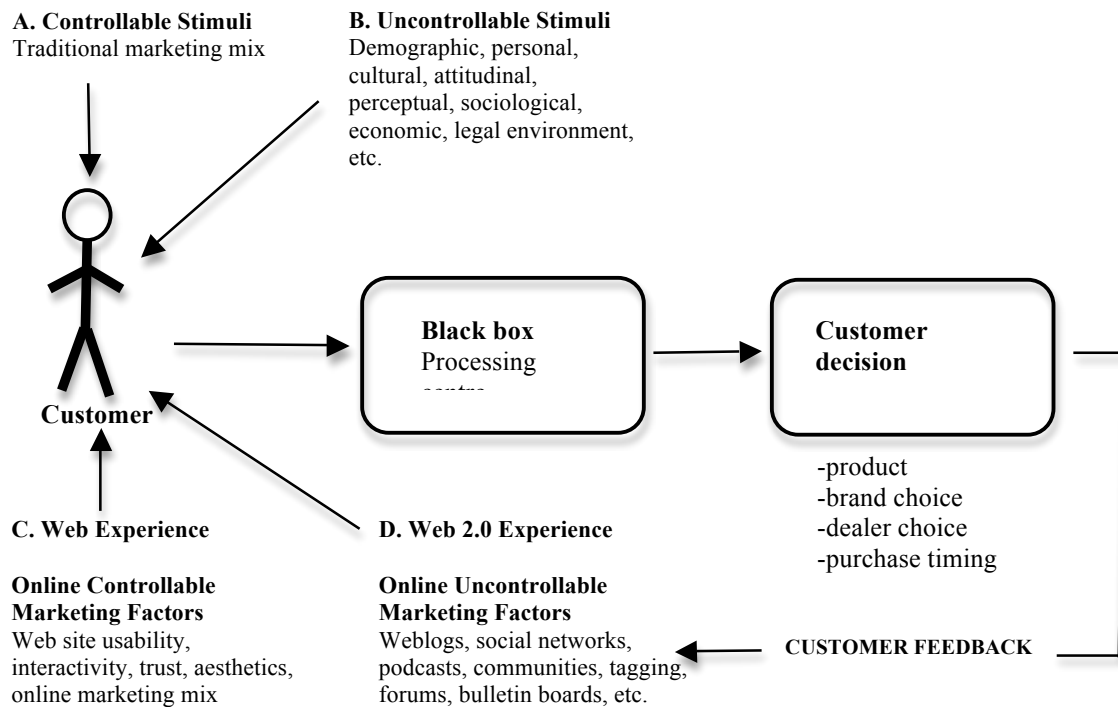 A. Controllable Stimuli
Traditional marketing mix
B. Uncontrollable Stimuli
Demographic, personal,
cultural, attitudinal,
perceptual, sociological,
economic, legal environment,
etc.
Customer
Black box
Processing
Customer
decision
-product
-brand choice
-dealer choice
-purchase timing
C. Web Experience
Online Controllable
Marketing Factors
Web site usability,
interactivity, trust, aesthetics,
online marketing mix
D. Web 2.0 Experience
Online Uncontrollable
Marketing Factors
Weblogs, social networks,
podcasts, communities, tagging,
forums, bulletin boards, etc.
CUSTOMER FEEDBACK